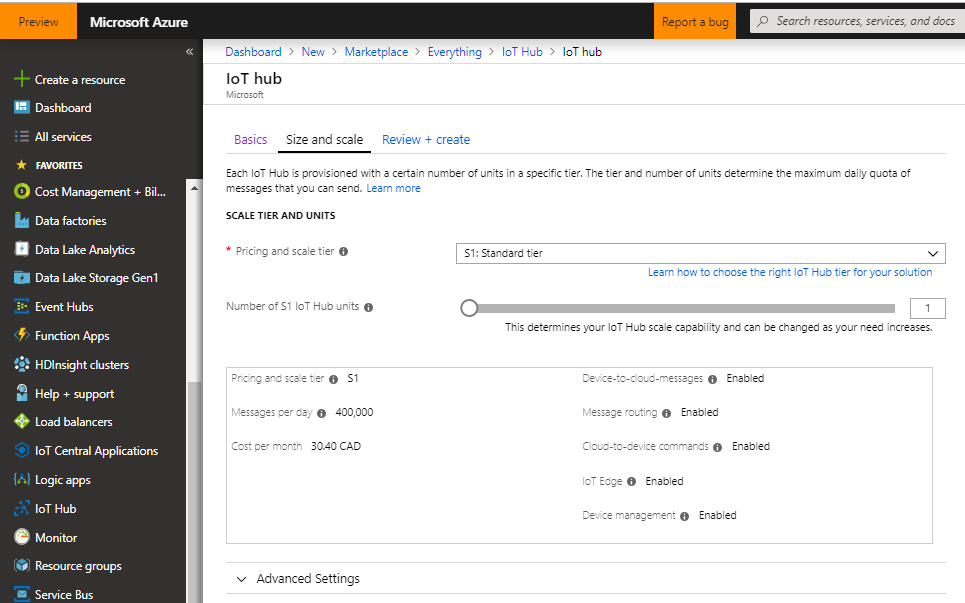 Preview
Microsoft Azure
Report a bug
Search resources, services, and docs
«
Create a resource
Dashboard
All services
FAVORITES
Cost Management + Bil...
Data factories
Data Lake Analytics
Data Lake Storage Gen1
Event Hubs
Function Apps
HDInsight clusters
Help + support
Load balancers
IoT Central Applications
Logic apps
IoT Hub
Monitor
Resource groups
Service Bus
Dashboard > New > Marketplace > Everything > IoT Hub > IoT hub
IoT hub
Microsoft
Basics Size and scale Review + create
Each IoT Hub is provisioned with a certain number of units in a specific tier. The tier and number of units determine the maximum daily quota of
messages that you can send. Learn more
SCALE TIER AND UNITS
* Pricing and scale tier
S1: Standard tier
Learn how to choose the right IoT Hub tier for your solution
Number of S1 IoT Hub units
1
This determines your IoT Hub scale capability and can be changed as your need increases.
Pricing and scale tier S1
Messages per day 400,000
Cost per month 30.40 CAD
Device-to-cloud-messages Enabled
Message routing Enabled
Cloud-to-device commands Enabled
IoT Edge Enabled
Device management Enabled
Advanced Settings